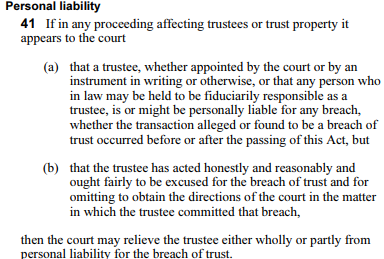 Personal liability
41 If in any proceeding affecting trustees or trust property it
appears to the court
(a) that a trustee, whether appointed by the court or by an
instrument in writing or otherwise, or that any person who
in law may be held to be fiduciarily responsible as a
trustee, is or might be personally liable for any breach,
whether the transaction alleged or found to be a breach of
trust occurred before or after the passing of this Act, but
(b) that the trustee has acted honestly and reasonably and
ought fairly to be excused for the breach of trust and for
omitting to obtain the directions of the court in the matter
in which the trustee committed that breach,
then the court may relieve the trustee either wholly or partly from
personal liability for the breach of trust.